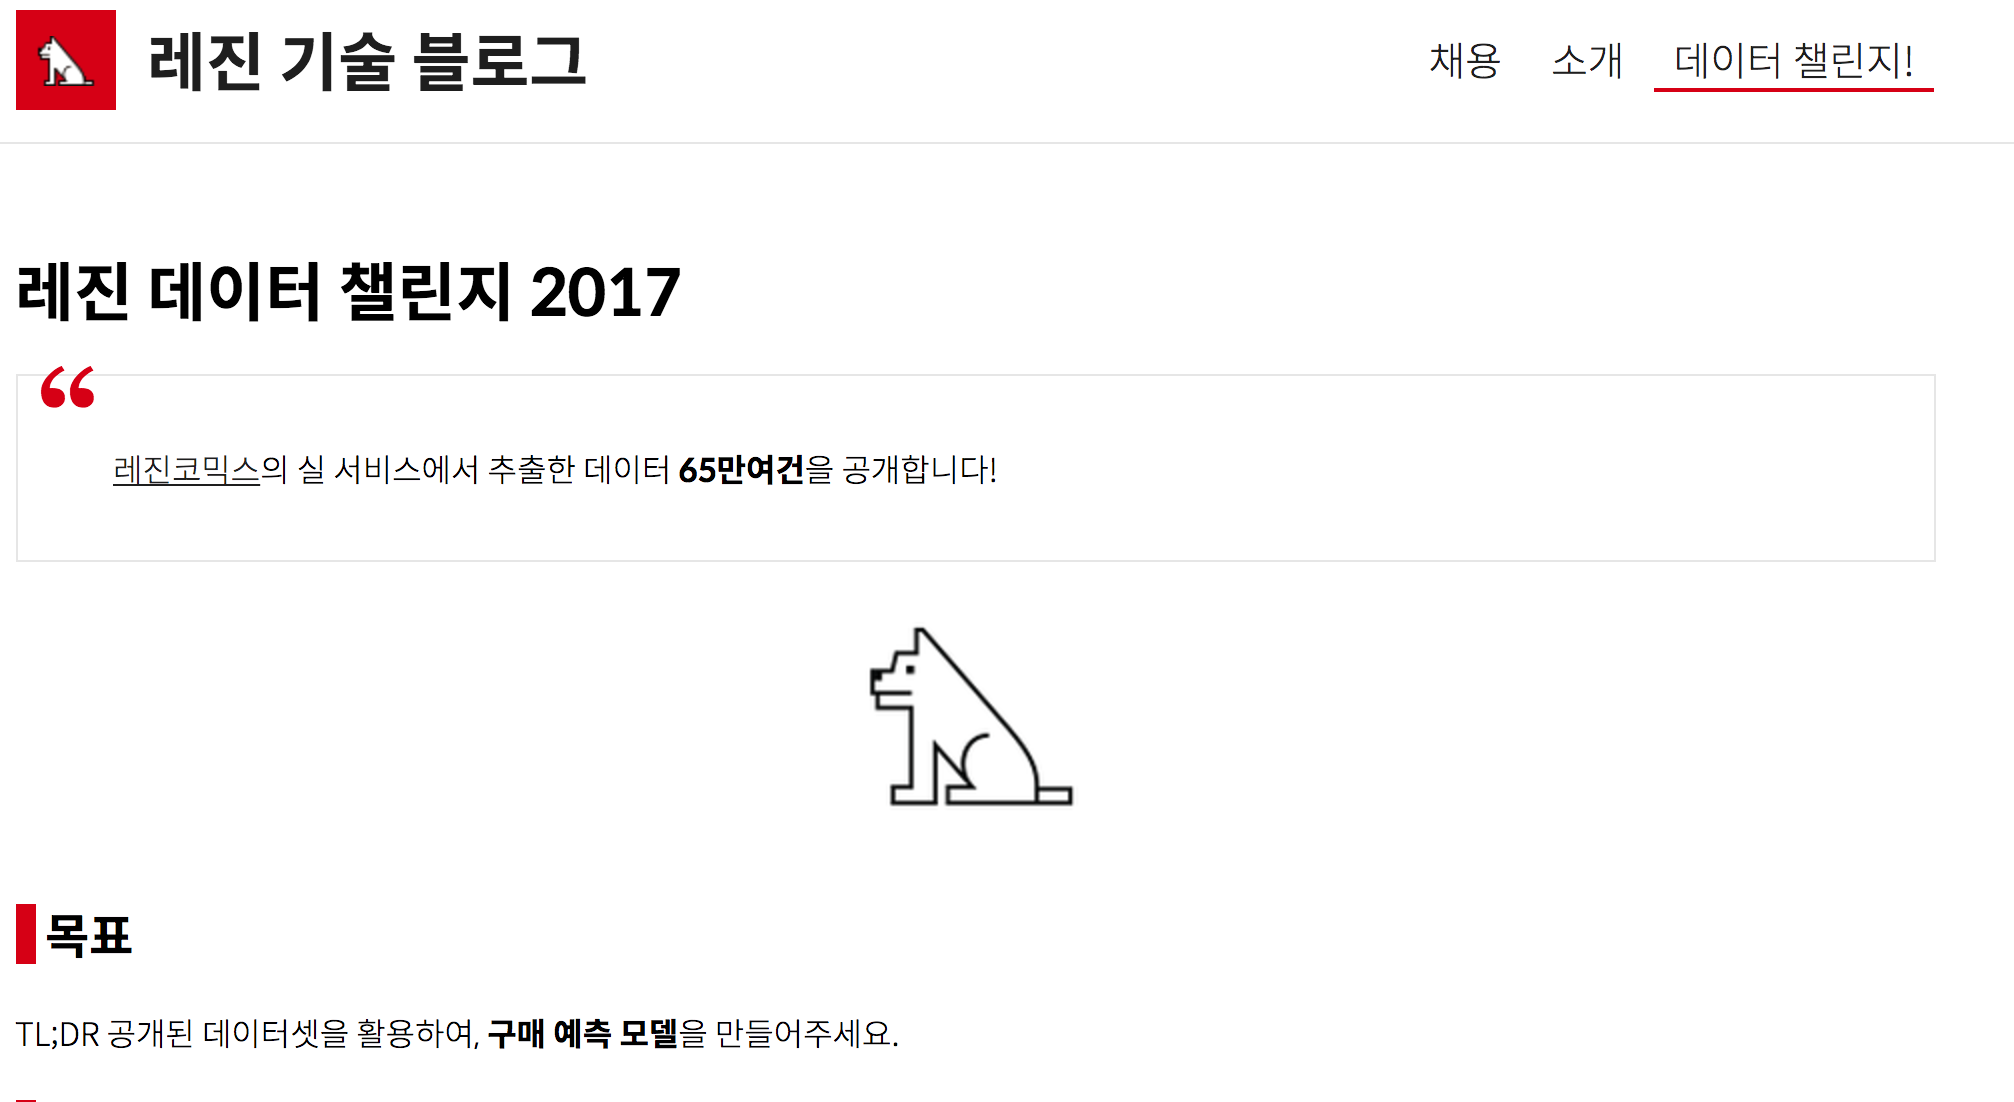 레진 기술 블로그
채용 소개 데이터 챌린지!
레진 데이터 챌린지 2017
“
레진코믹스의 실 서비스에서 추출한 데이터 65만여건을 공개합니다!
목표
TL;DR 공개된 데이터셋을 활용하여, 구매 예측 모델을 만들어주세요.